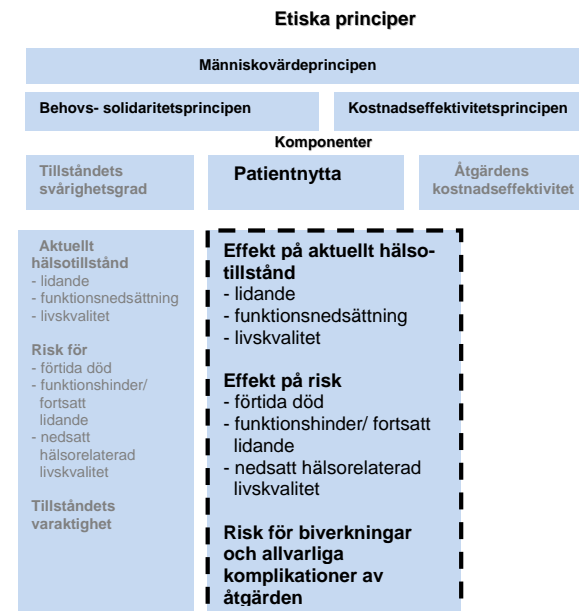 Etiska principer
Människovärdeprincipen
Behovs- solidaritetsprincipen
Kostnadseffektivitetsprincipen
Komponenter
Tillståndets
svårighetsgrad
Patientnytta
Åtgärdens
kostnadseffektivitet
Aktuellt
hälsotillstånd
- lidande
- funktionsnedsättning
- livskvalitet
Risk för
- förtida död
- funktionshinder/
fortsatt
lidande
- nedsatt
hälsorelaterad
livskvalitet
Tillståndets
varaktighet
Effekt på aktuellt hälso-
tillstånd
- lidande
- funktionsnedsättning
- livskvalitet
Effekt på risk
- förtida död
- funktionshinder/ fortsatt
lidande
- nedsatt hälsorelaterad
livskvalitet
Risk för biverkningar
och allvarliga
komplikationer av
åtgärden